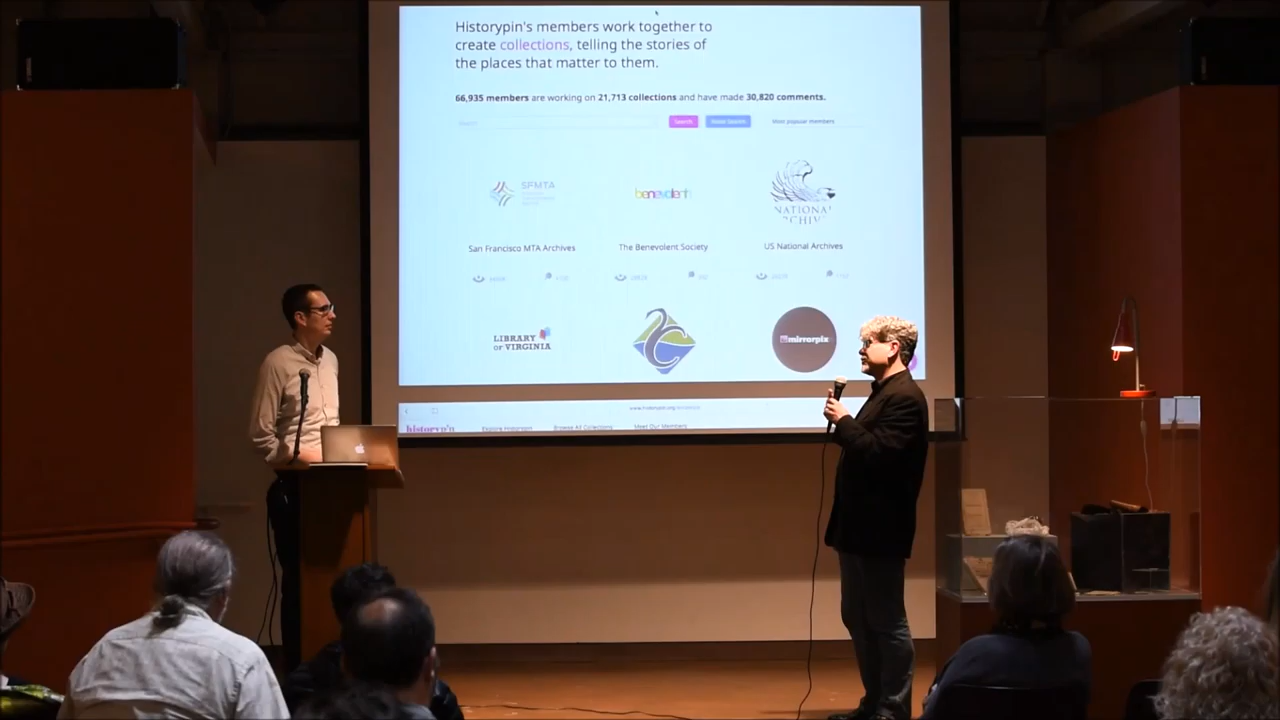 Historypin's members work together to
create collections, telling the stories of
the places that matter to them.
66,935 members are working on 21,713 collections and have made 30,820 comments.
Search
Most popular members
SFMTA
benevolent
NATIONAL
ARCHIVES
San Francisco MTA Archives
The Benevolent Society
US National Archives
LIBRARY
OF VIRGINIA
mirrorpix
historypin
Explore Historypin
Browse All Collections
Meet Our Members